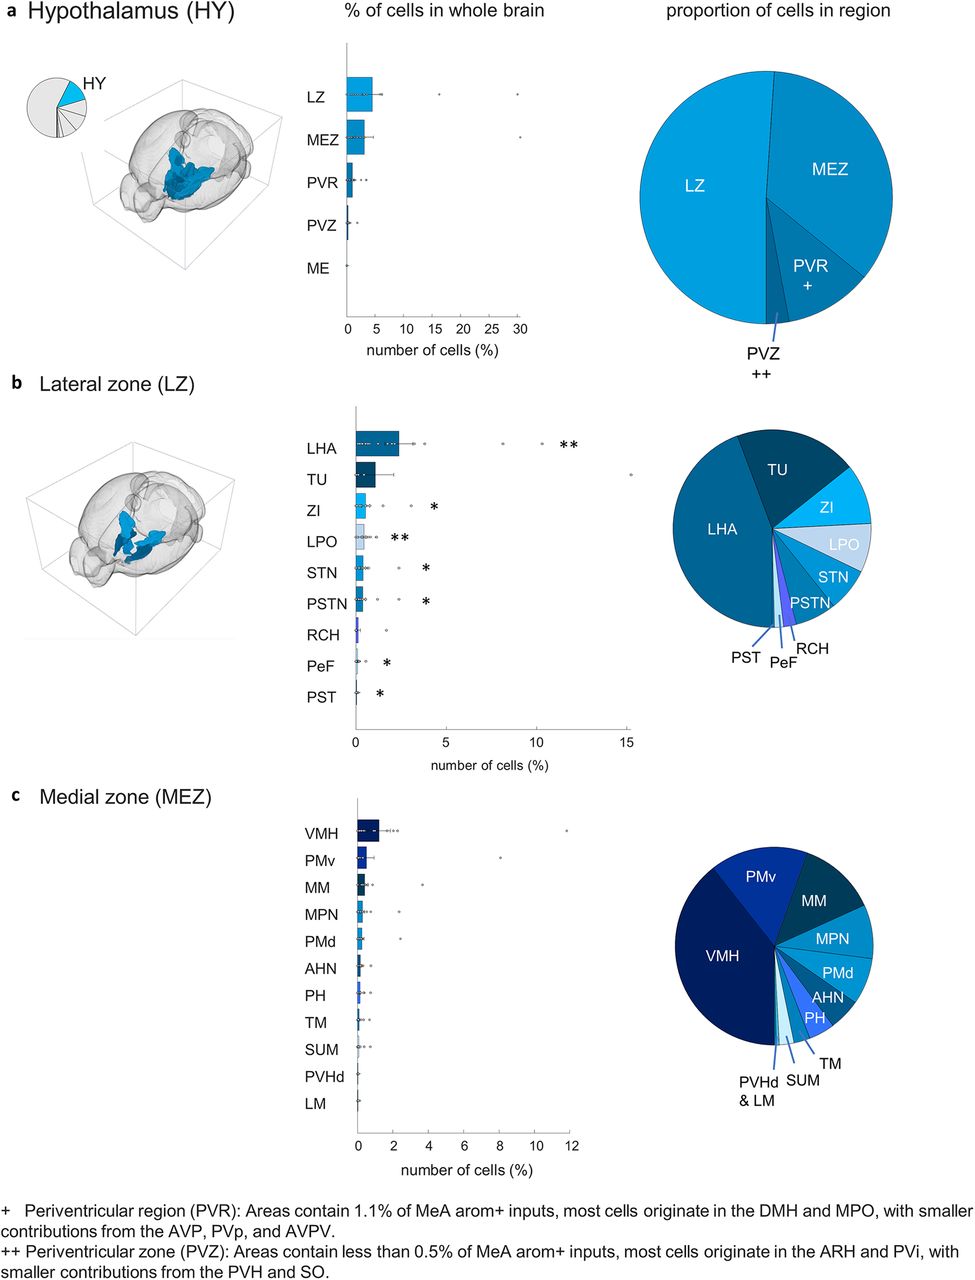 a Hypothalamus (HY)
% of cells in whole brain
proportion of cells in region
HY
LZ
MEZ
PVR
PVZ
ME
0 5 10 15 20 25 30
number of cells (%)
LZ
MEZ
PVR
+
PVZ
++
b Lateral zone (LZ)
LHA **
TU
ZI *
LPO **
STN *
PSTN *
RCH
PeF *
PST *
0 5 10 15
number of cells (%)
TU
ZI
LHA
LPO
STN
PSTN
RCH
PST
PeF
c Medial zone (MEZ)
VMH
PMv
MM
MPN
PMd
AHN
PH
TM
SUM
PVHd
LM
0 2 4 6 8 10 12
number of cells (%)
PMv
MM
MPN
VMH
PMd
AHN
PH
TM
SUM
PVHd
& LM
+ Periventricular region (PVR): Areas contain 1.1% of MeA arom+ inputs, most cells originate in the DMH and MPO, with smaller
contributions from the AVP, PVp, and AVPV.
++ Periventricular zone (PVZ): Areas contain less than 0.5% of MeA arom+ inputs, most cells originate in the ARH and PVi, with
smaller contributions from the PVH and SO.